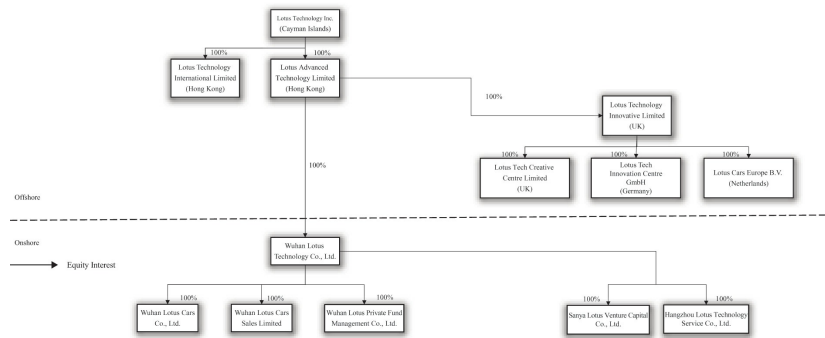 Lotus Technology Inc.
(Cayman Islands)
100%
100%
Lotus Technology
International Limited
(Hong Kong)
Lotus Advanced
Technology Limited
(Hong Kong)
100%
Lotus Technology
Innovative Limited
(UK)
100%
100%
100%
100%
Lotus Tech Creative
Centre Limited
(UK)
Lotus Tech
Innovation Centre
GmbH
(Germany)
Lotus Cars Europe B.V.
(Netherlands)
Offshore
Onshore
Wuhan Lotus
Technology Co., Ltd.
Equity Interest
100%
100%
100%
100%
100%
Wuhan Lotus Cars
Co., Ltd.
Wuhan Lotus Cars
Sales Limited
Wuhan Lotus Private Fund
Management Co., Ltd.
Sanya Lotus Venture Capital
Co., Ltd.
Hangzhou Lotus Technology
Service Co., Ltd.